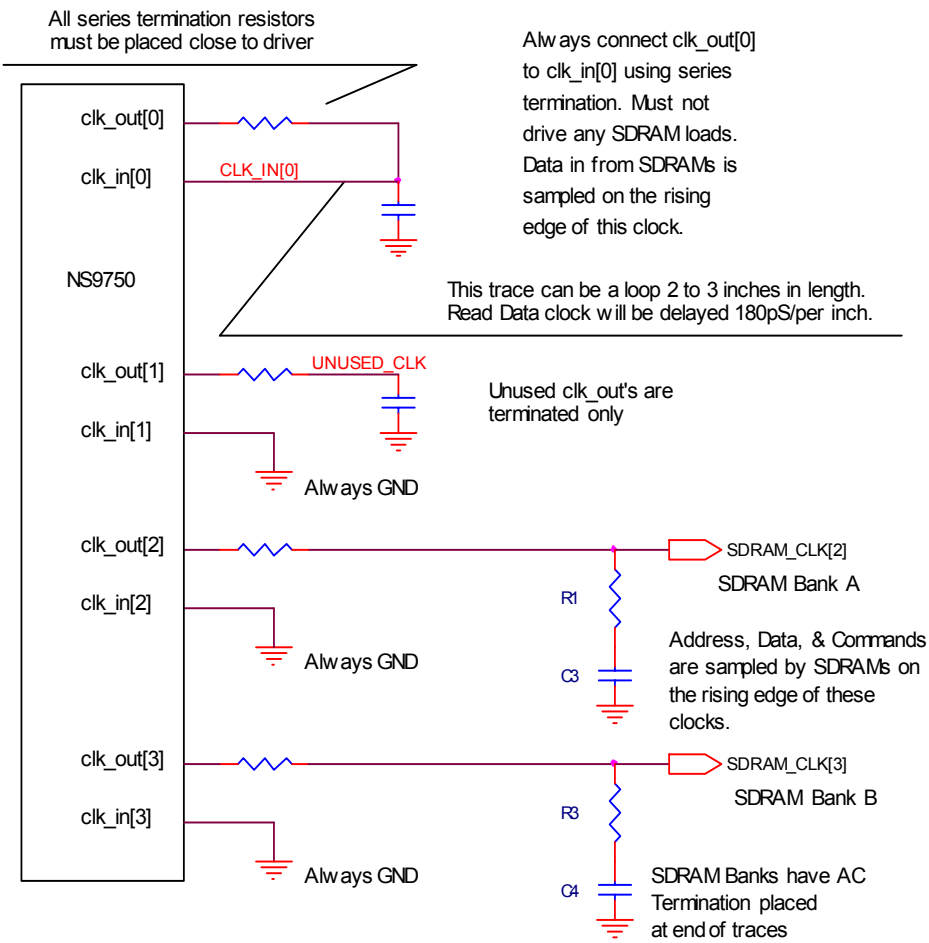 All series termination resistors
must be placed close to driver
Always connect clk_out[0]
to clk_in[0] using series
termination. Must not
drive any SDRAM loads.
Data in from SDRAMs is
sampled on the rising
edge of this clock.
clk_out[0]
clk_in[0]
CLK_IN[0]
NS9750
This trace can be a loop 2 to 3 inches in length.
Read Data clock will be delayed 180pS/per inch.
clk_out[1]
UNUSED_CLK
Unused clk_out's are
terminated only
clk_in[1]
Always GND
clk_out[2]
SDRAM_CLK[2]
SDRAM Bank A
R1
clk_in[2]
Always GND
C3
Address, Data, & Commands
are sampled by SDRAMs on
the rising edge of these
clocks.
clk_out[3]
SDRAM_CLK[3]
SDRAM Bank B
R3
clk_in[3]
Always GND
C4
SDRAM Banks have AC
Termination placed
at end of traces